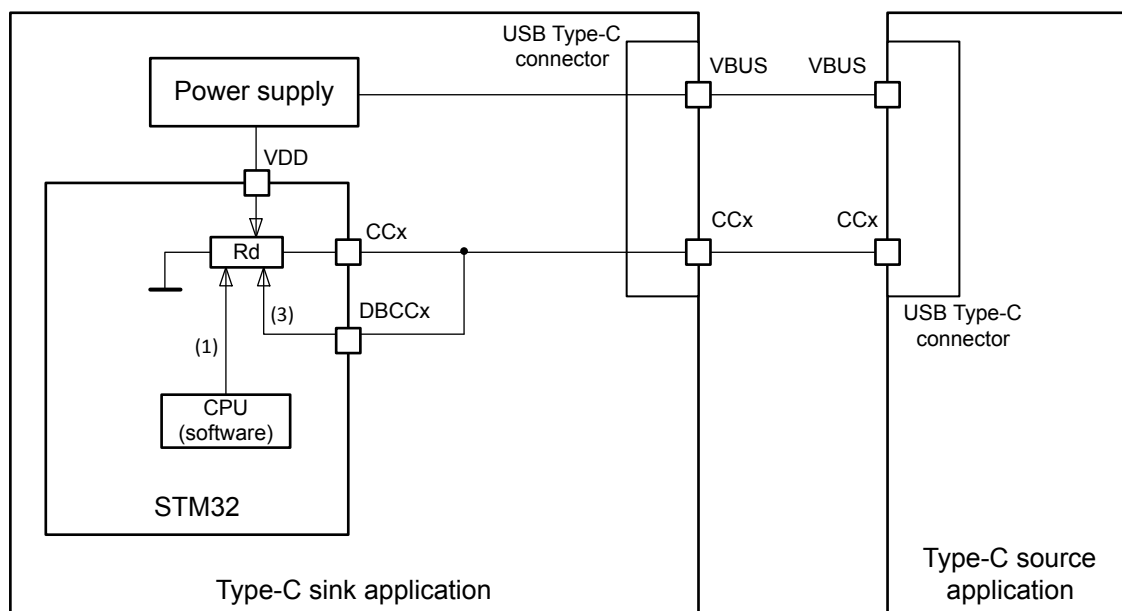 USB Type-C
connector
VBUS
VBUS
Power supply
VDD
CCx
CCx
CCx
Rd
DBCCx
(3)
(1)
USB Type-C
connector
CPU
(software)
STM32
Type-C source
application
Type-C sink application